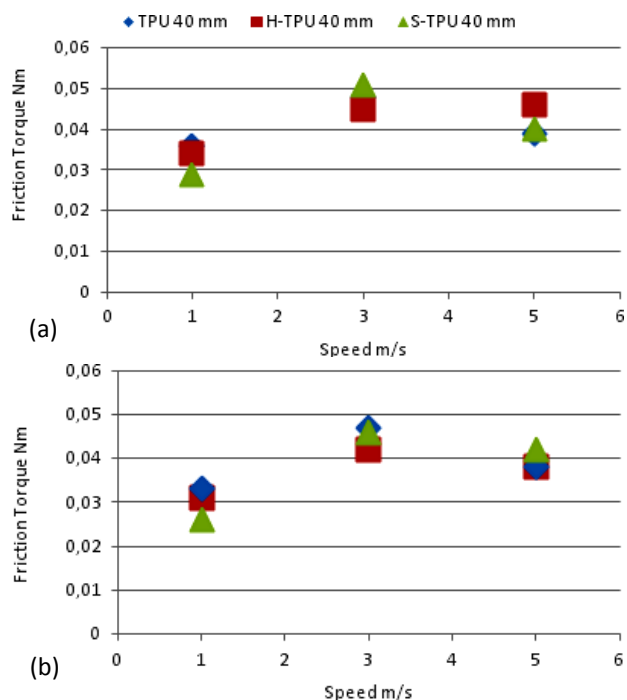 TPU 40 mm H-TPU 40 mm S-TPU 40 mm
0,06
0,05
0,04
0,03
0,02
0,01
0
Friction Torque Nm
0 1 2 3 4 5 6
Speed m/s
(a)
0,06
0,05
0,04
0,03
0,02
0,01
0
Friction Torque Nm
0 1 2 3 4 5 6
Speed m/s
(b)